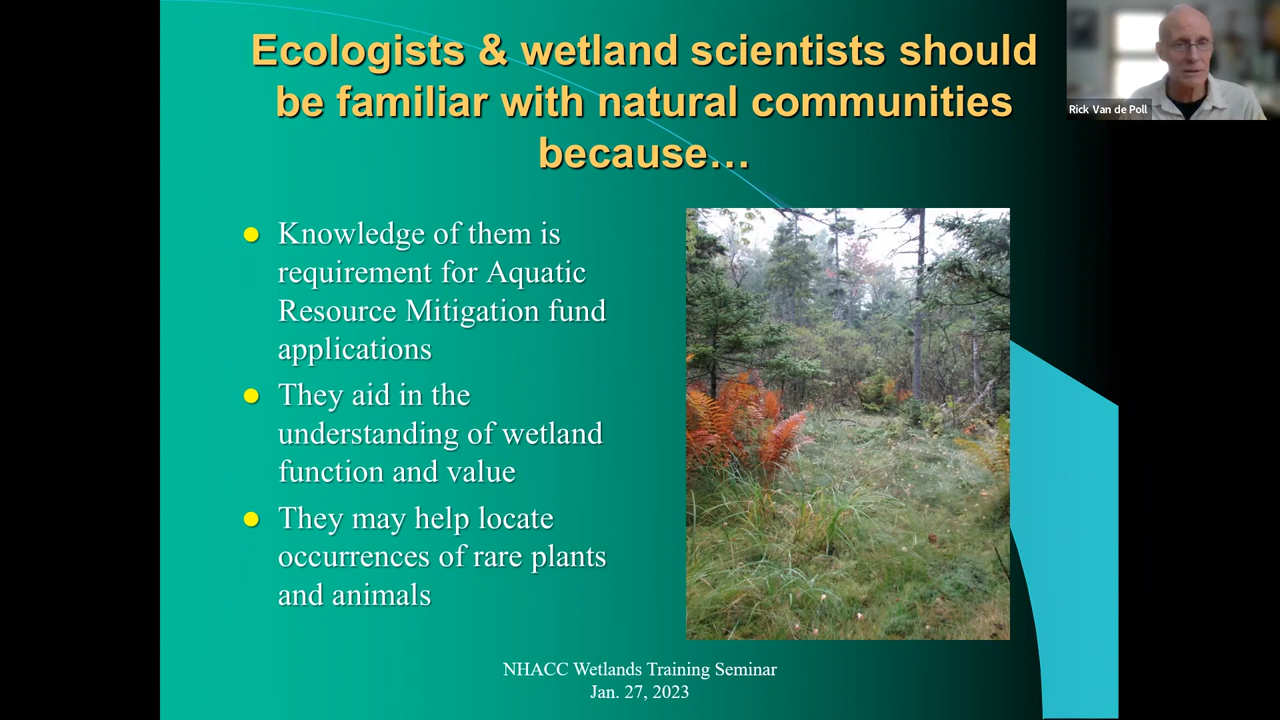 Ecologists & wetland scientists should
be familiar with natural communities
because…
Rick Van de Poll
Knowledge of them is
requirement for Aquatic
Resource Mitigation fund
applications
They aid in the
understanding of wetland
function and value
They may help locate
occurrences of rare plants
and animals
NHACC Wetlands Training Seminar
Jan. 27, 2023